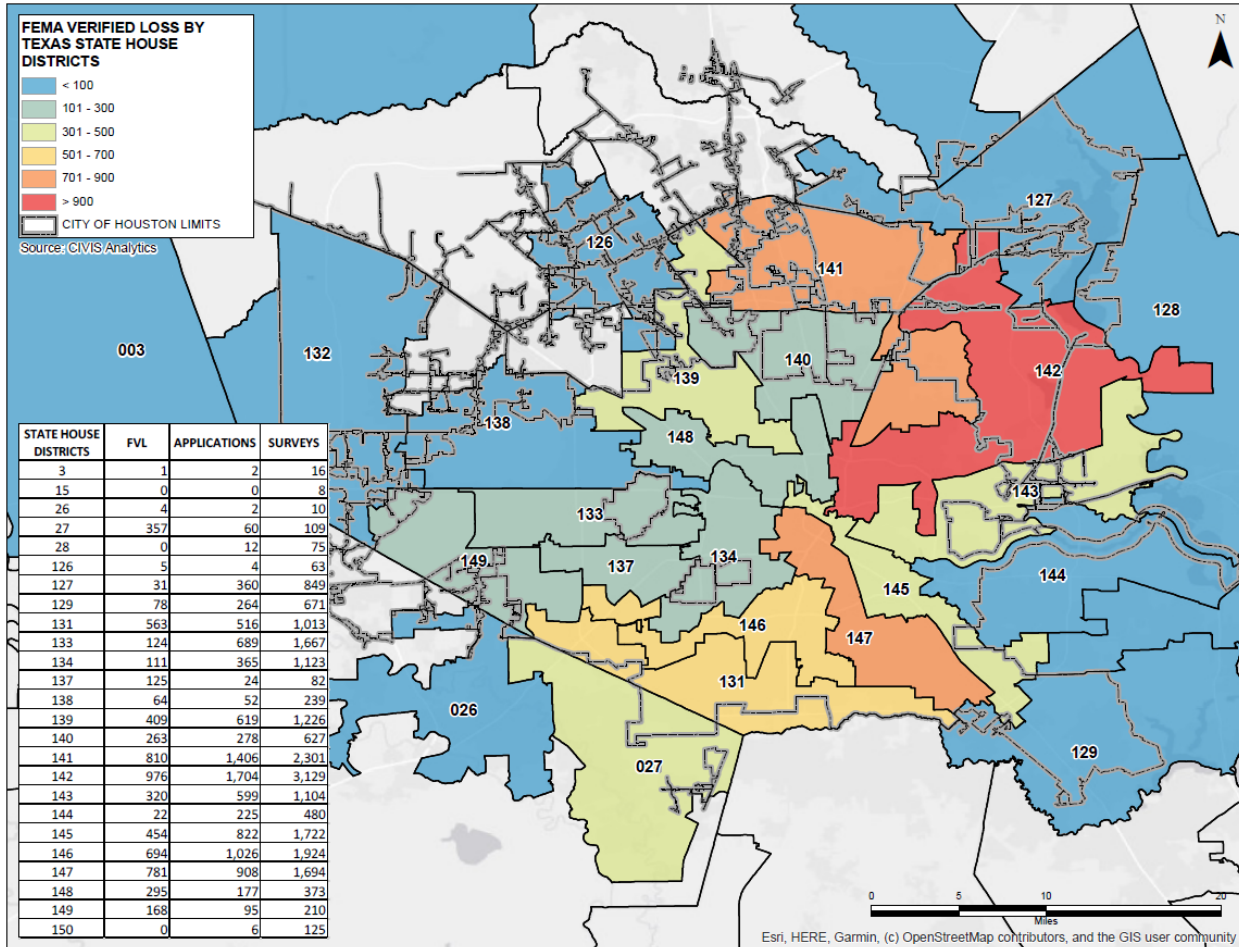 FEMA VERIFIED LOSS BY
TEXAS STATE HOUSE
DISTRICTS
< 100
101 - 300
301 - 500
501 - 700
701 - 900
> 900
CITY OF HOUSTON LIMITS
Source: CIVIS Analytics
N
127
126
141
128
003
132
142
140
139
138
148
143
133
134
149
137
144
145
146
147
131
026
129
027
STATE HOUSE DISTRICTS FVL APPLICATIONS SURVEYS
3 1 2 16
15 0 0 8
26 4 2 10
27 357 60 109
28 0 12 75
126 5 4 63
127 31 360 849
129 78 264 671
131 563 516 1,013
133 124 689 1,667
134 111 365 1,123
137 125 24 82
138 64 52 239
139 409 619 1,226
140 263 278 627
141 810 1,406 2,301
142 976 1,704 3,129
143 320 599 1,104
144 22 225 480
145 454 822 1,722
146 694 1,026 1,924
147 781 908 1,694
148 295 177 373
149 168 95 210
150 0 6 125
0 5 10 20
Miles
Esri, HERE, Garmin, (c) OpenStreetMap contributors, and the GIS user community